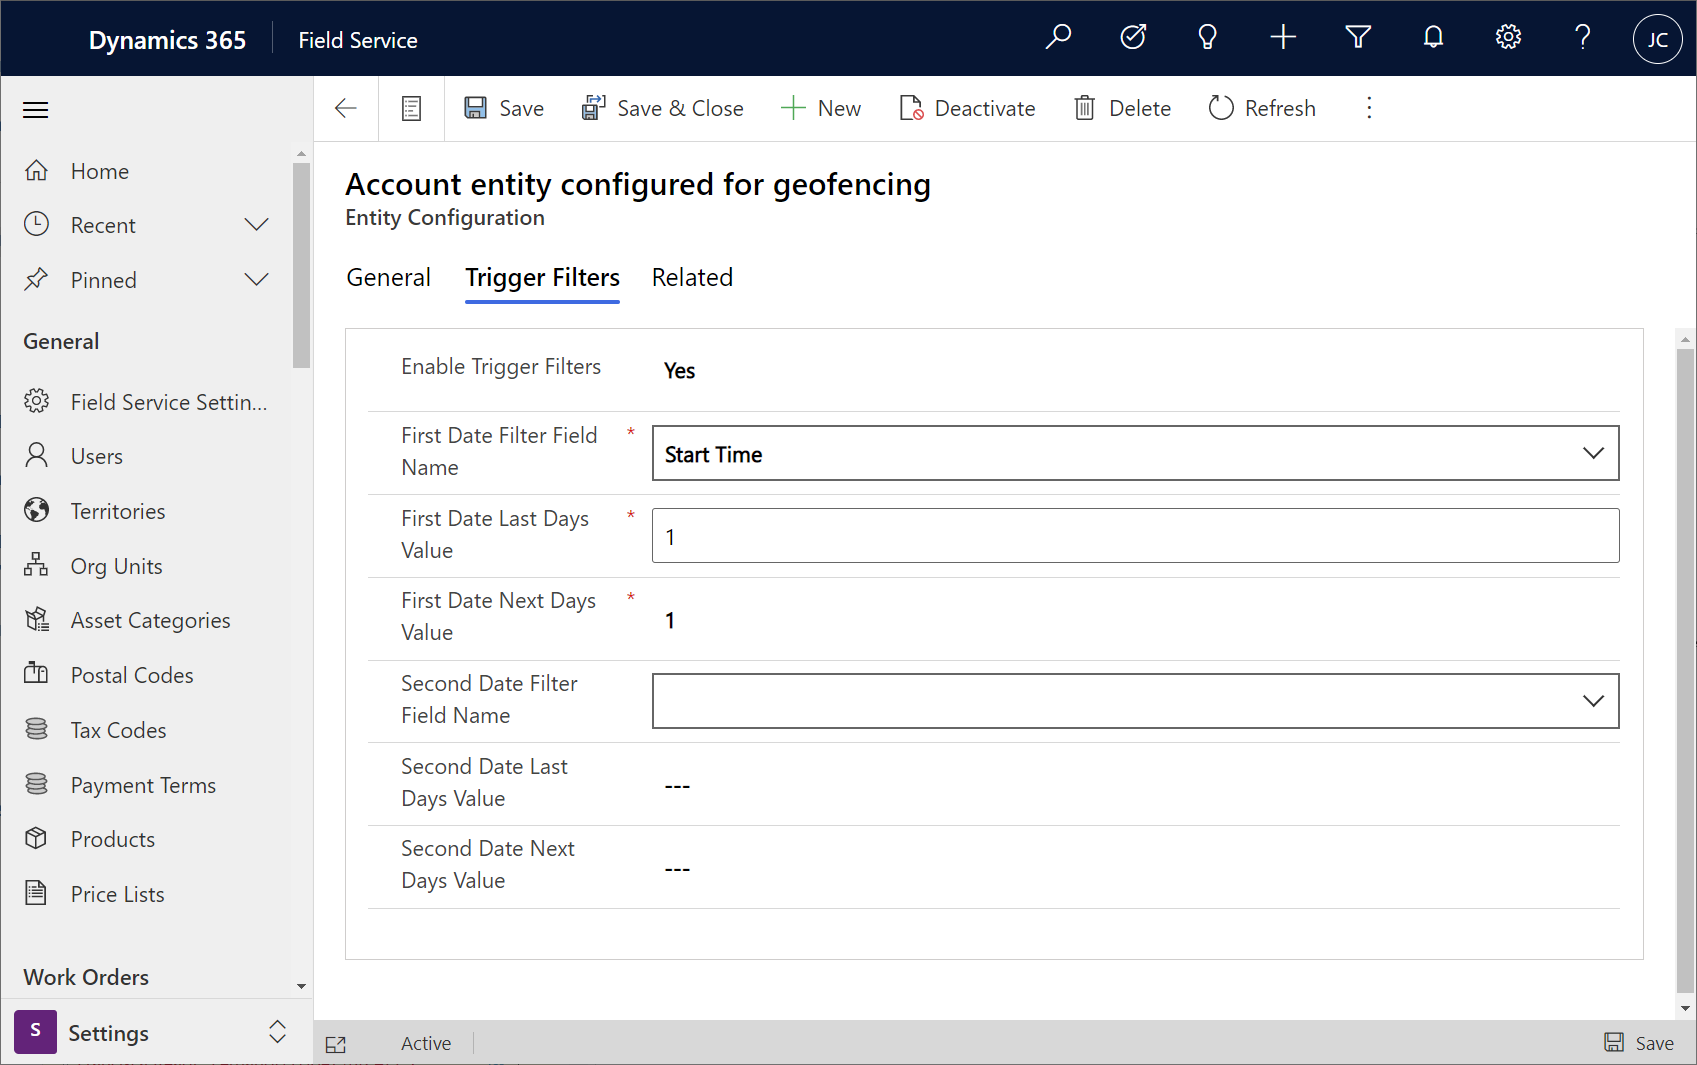 Dynamics 365
Field Service
JC
Save
Save & Close
New
Deactivate
Delete
Refresh
Home
Recent
Pinned
General
Field Service Settin...
Users
Territories
Org Units
Asset Categories
Postal Codes
Tax Codes
Payment Terms
Products
Price Lists
Work Orders
S
Settings
Account entity configured for geofencing
Entity Configuration
General
Trigger Filters
Related
Enable Trigger Filters
Yes
First Date Filter Field
Name
*
Start Time
First Date Last Days
Value
*
1
First Date Next Days
Value
*
1
Second Date Filter
Field Name
Second Date Last
Days Value
---
Second Date Next
Days Value
---
Active
Save